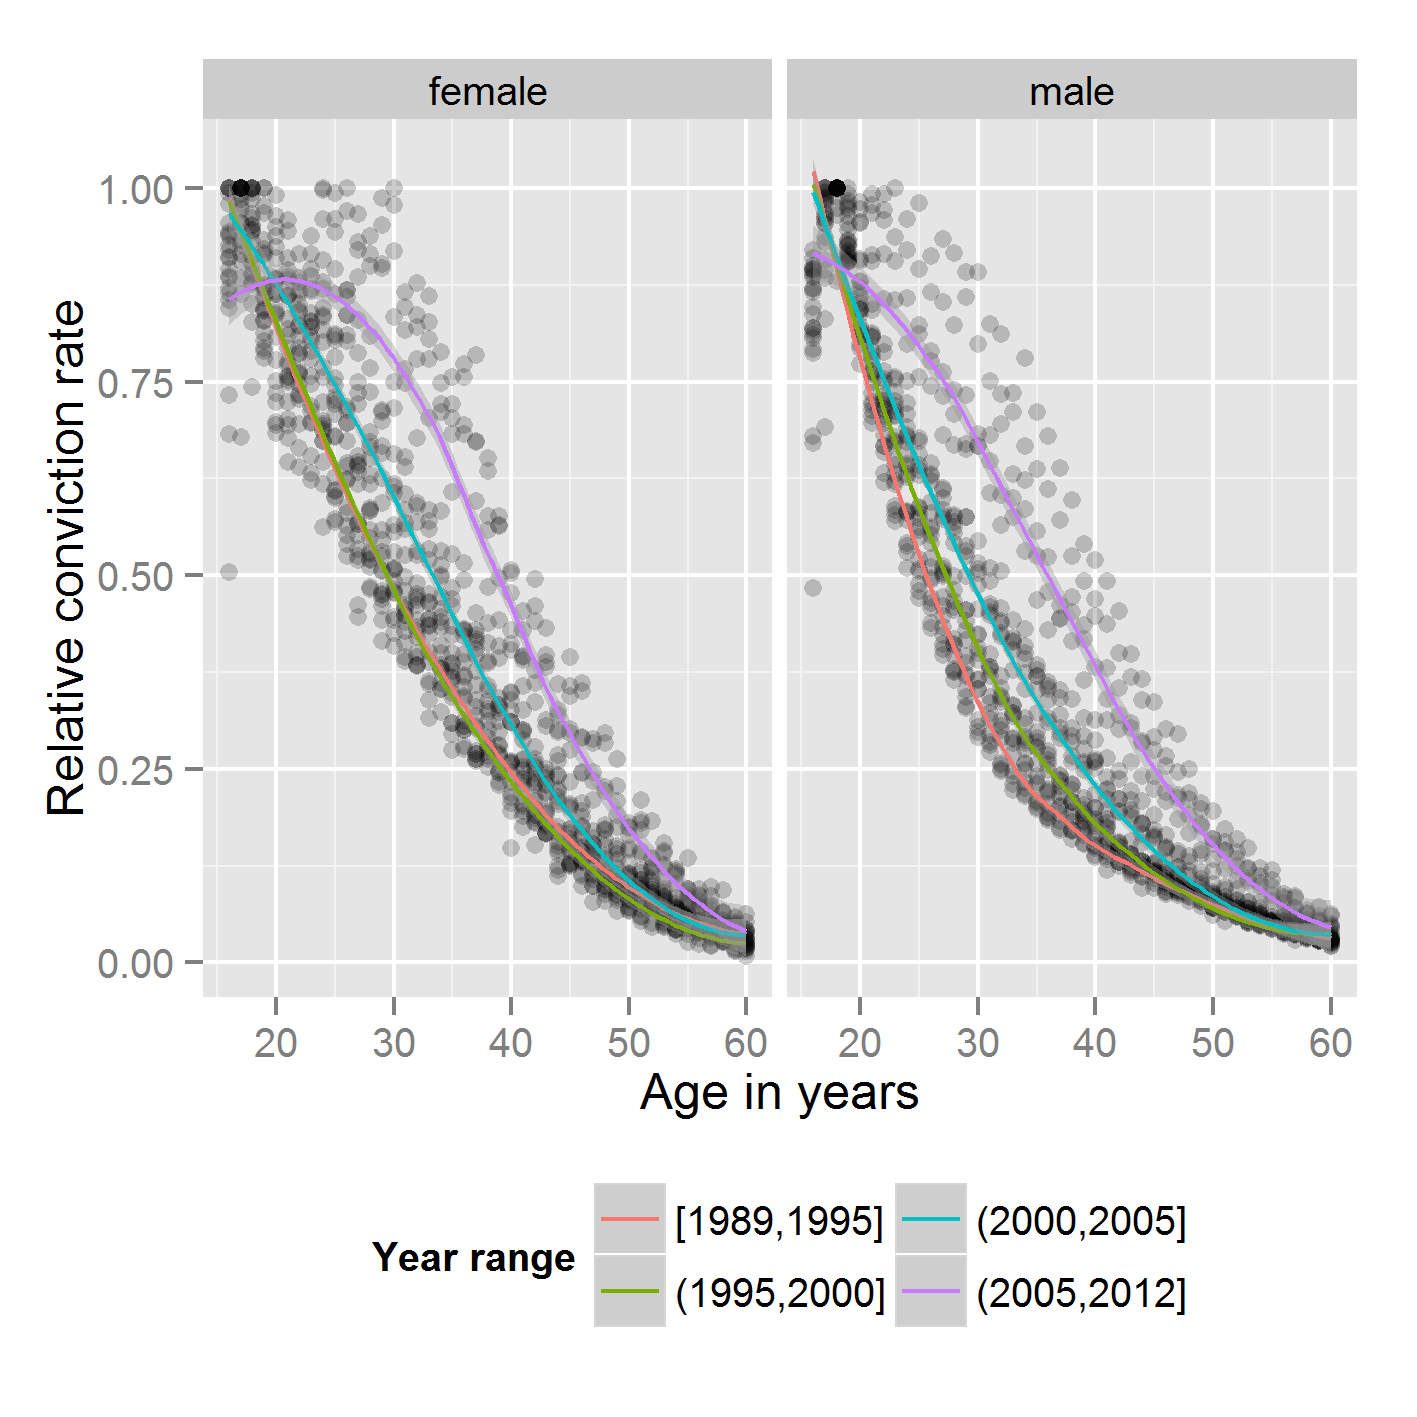 female
male
Relative conviction rate
1.00
0.75
0.50
0.25
0.00
20 30 40 50 60
20 30 40 50 60
Age in years
Year range
[1989,1995]
(1995,2000]
(2000,2005]
(2005,2012]